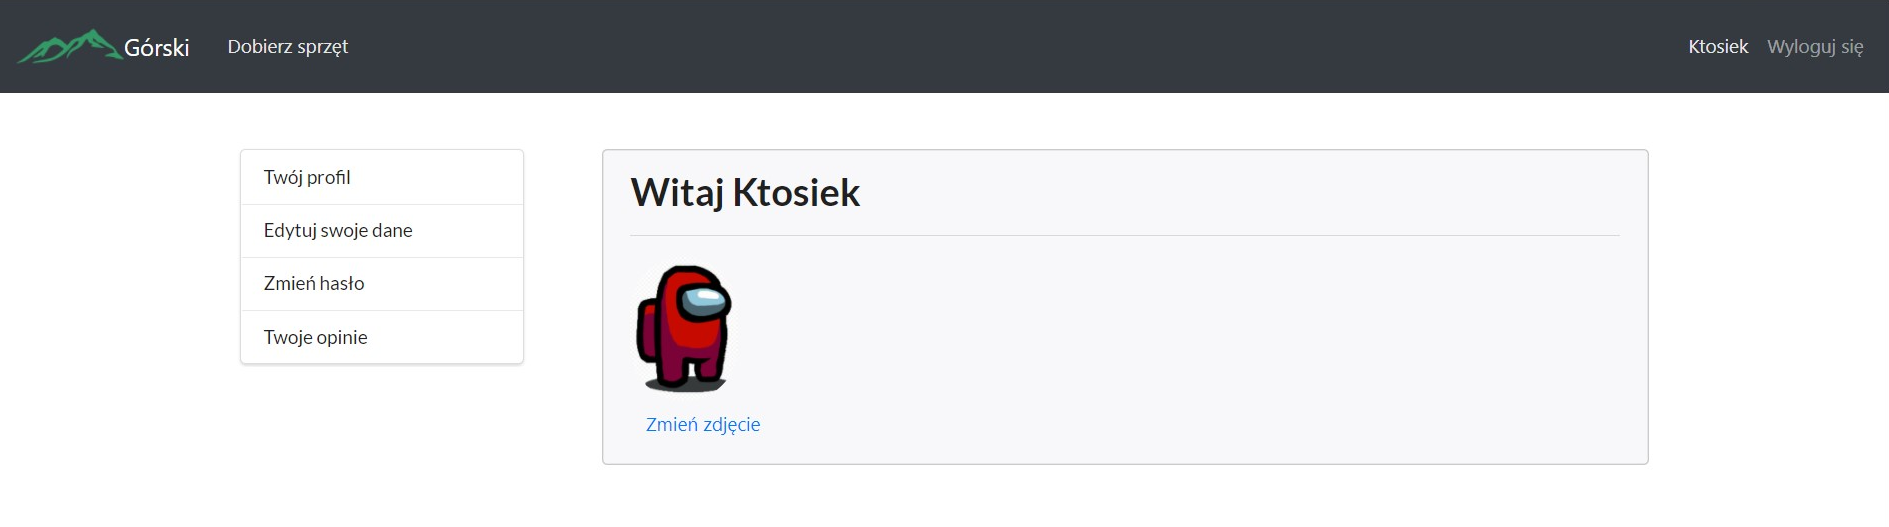 Górski
Dobierz sprzęt
Ktosiek
Wyloguj się
Twój profil
Edytuj swoje dane
Zmień hasło
Twoje opinie
Witaj Ktosiek
Zmień zdjęcie